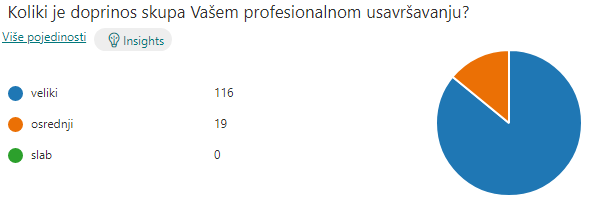 Koliki je doprinos skupa Vašem profesionalnom usavršavanju?
Više pojedinosti Insights
veliki 116
osrednji 19
slab 0